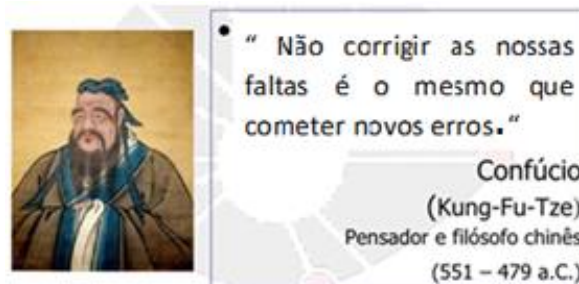 • “ Não corrigir as nossas
faltas é o mesmo que
cometer novos erros.“
Confúcio
(Kung-Fu-Tze)
Pensador e filósofo chinês
(551 – 479 a.C.)